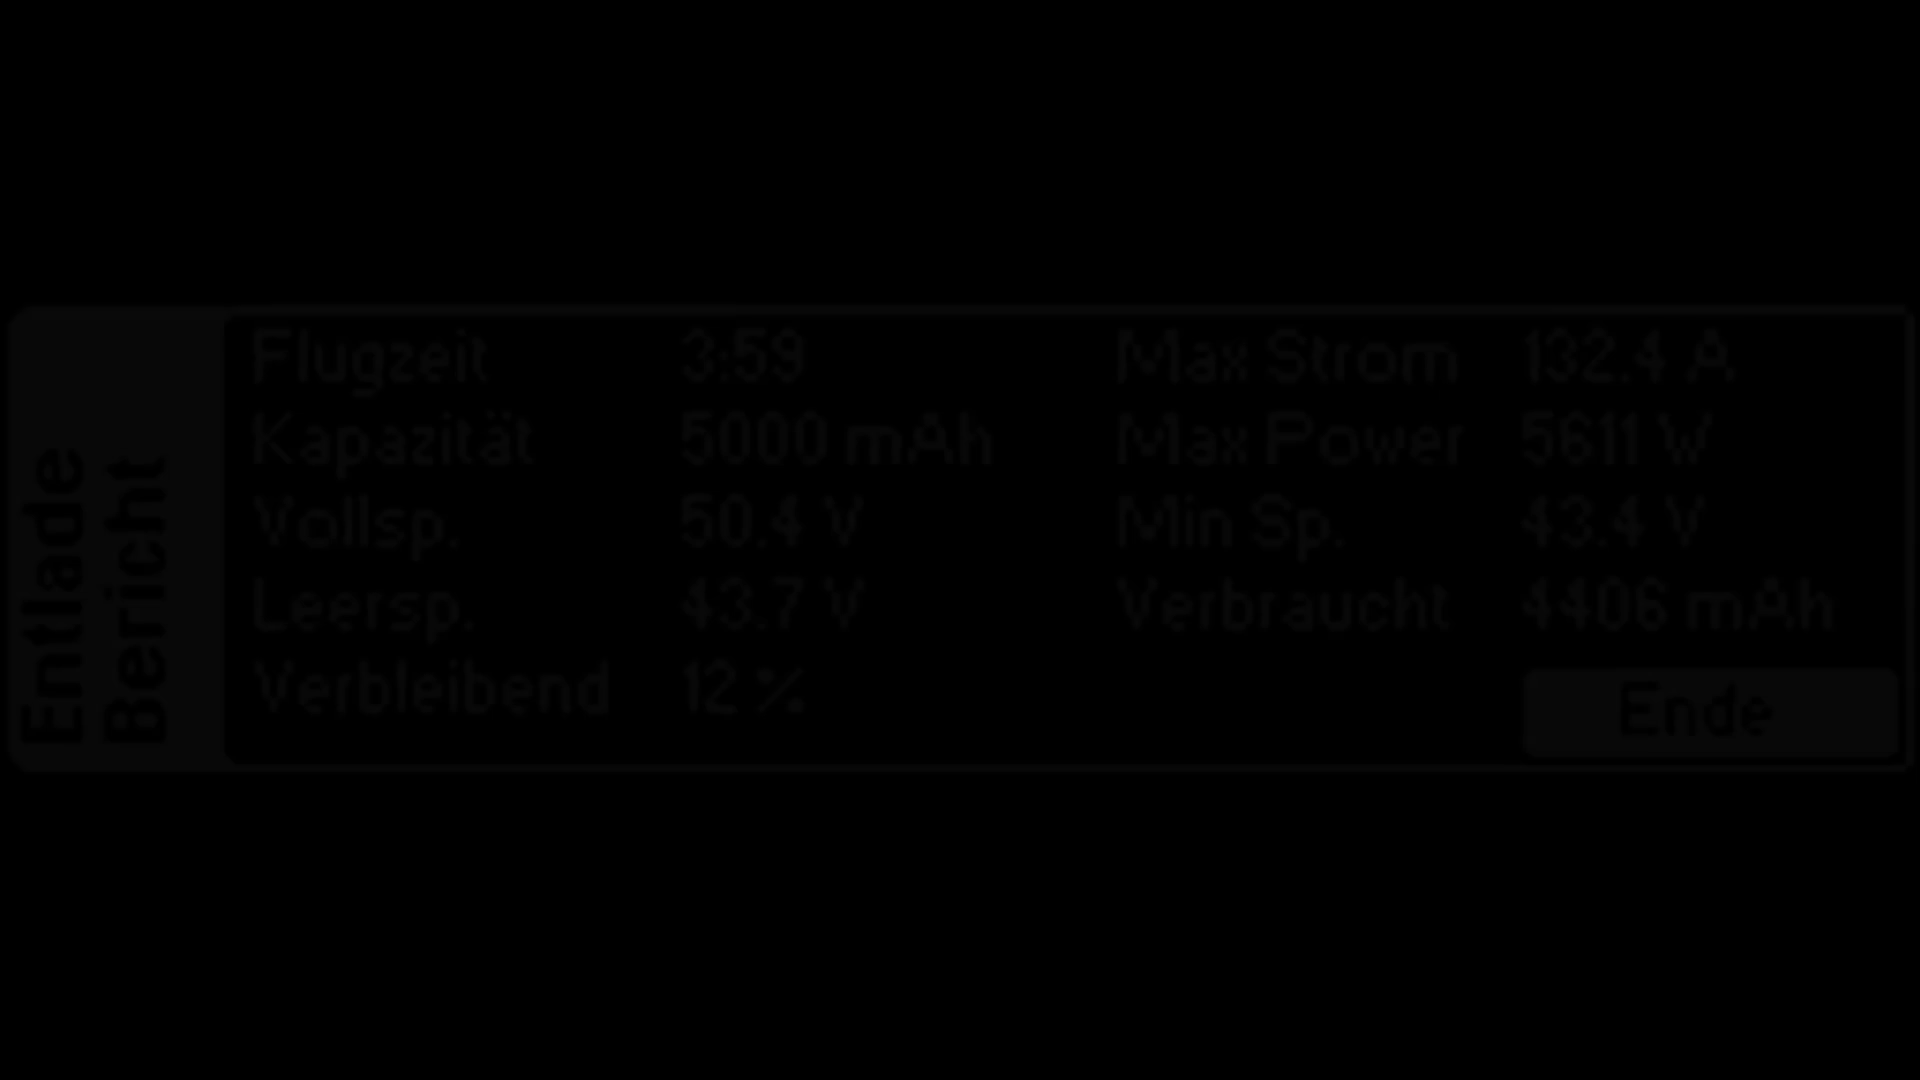 Entlade
Bericht
Flugzeit 3:59 Max Strom 132.4 A
Kapazität 5000 mAh Max Power 5611 W
Vollsp. 50.4 V Min Sp. 43.4 V
Leersp. 43.7 V Verbraucht 4406 mAh
Verbleibend 12 %
Ende